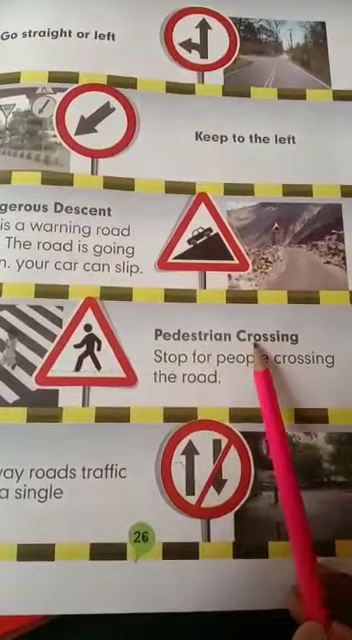 Go straight or left
Keep to the left
gerous Descent
is a warning road
The road is going
n. your car can slip.
Pedestrian Crossing
Stop for people crossing
the road.
way roads traffic
a single
26